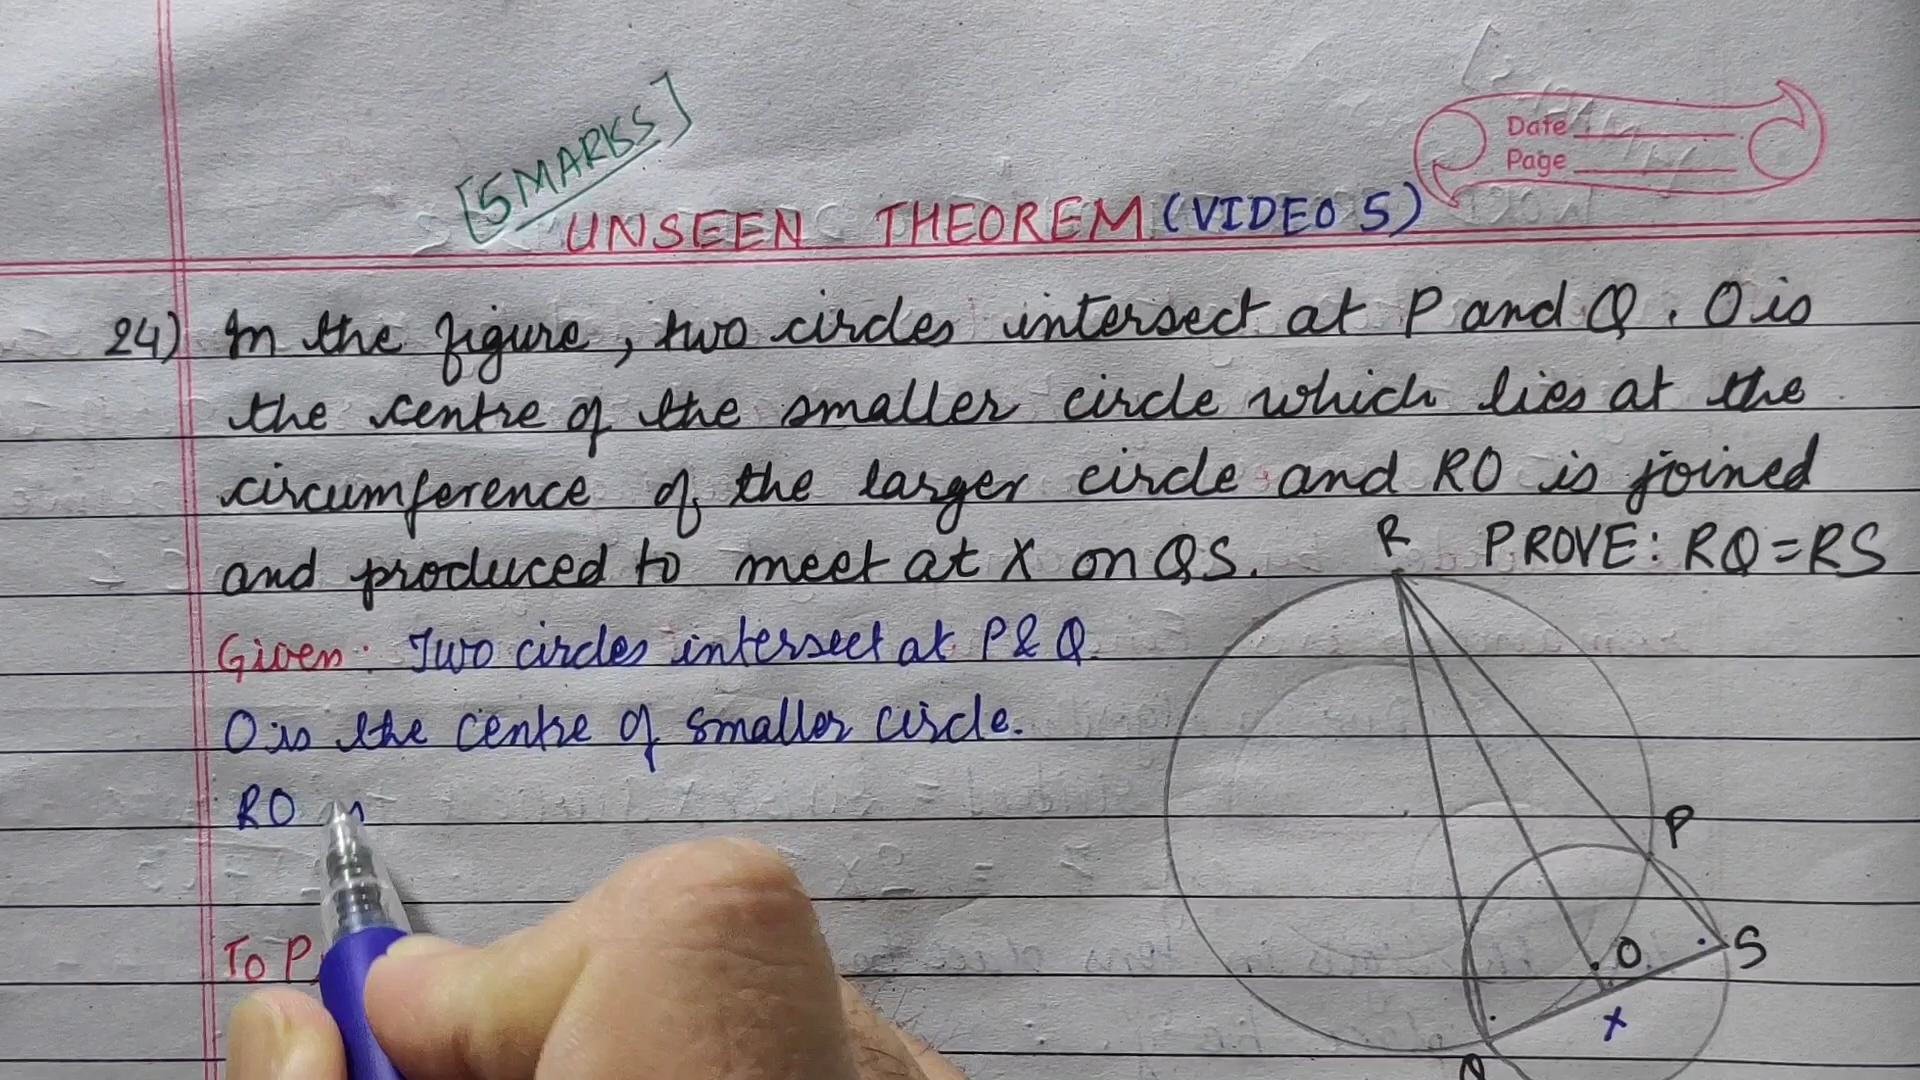 [5 MARKS]
Date
Page
UNSEEN THEOREM (VIDEO 5)
24) In the figure, two circles intersect at P and Q. O is
the centre of the smaller circle which lies at the
circumference of the larger circle and RO is joined
and produced to meet at X on QS.
R PROVE: RQ=RS
Given: Two circles intersect at P & Q.
O is the centre of smaller circle.
RO
P
To
O S
X
Q